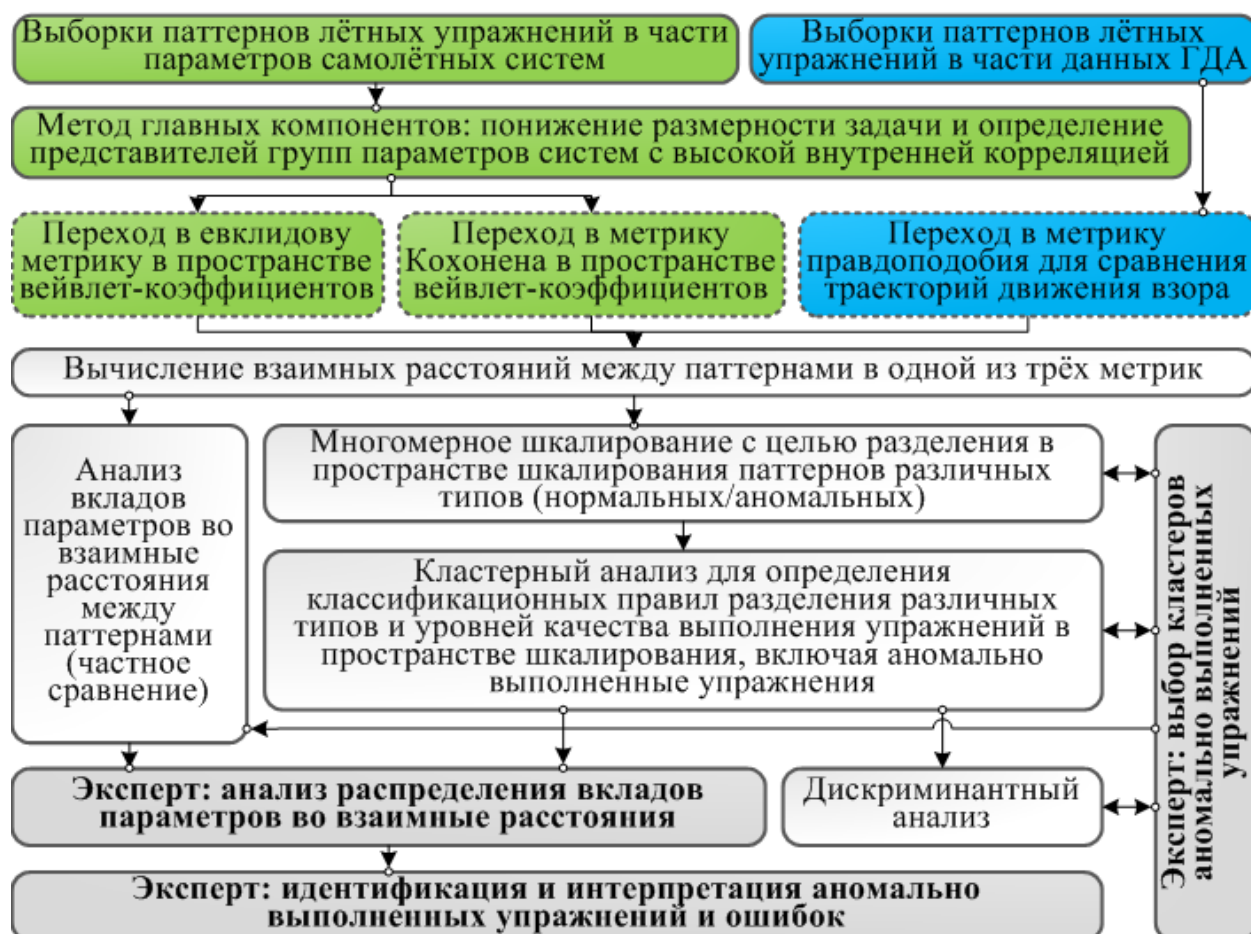 Выборки паттернов лётных упражнений в части
параметров самолётных систем
Выборки паттернов лётных
упражнений в части данных ГДА
Метод главных компонентов: понижение размерности задачи и определение
представителей групп параметров систем с высокой внутренней корреляцией
Переход в евклидову
метрику в пространстве
вейвлет-коэффициентов
Переход в метрику
Кохонена в пространстве
вейвлет-коэффициентов
Переход в метрику
правдоподобия для сравнения
траекторий движения взора
Вычисление взаимных расстояний между паттернами в одной из трёх метрик
Анализ
вкладов
параметров во
взаимные
расстояния
между
паттернами
(частное
сравнение)
Многомерное шкалирование с целью разделения в
пространстве шкалирования паттернов различных
типов (нормальных/аномальных)
Кластерный анализ для определения
классификационных правил разделения различных
типов и уровней качества выполнения упражнений в
пространстве шкалирования, включая аномально
выполненные упражнения
Эксперт: выбор кластеров
аномально выполненных
упражнений
Эксперт: анализ распределения вкладов
параметров во взаимные расстояния
Дискриминантный
анализ
Эксперт: идентификация и интерпретация аномально
выполненных упражнений и ошибок